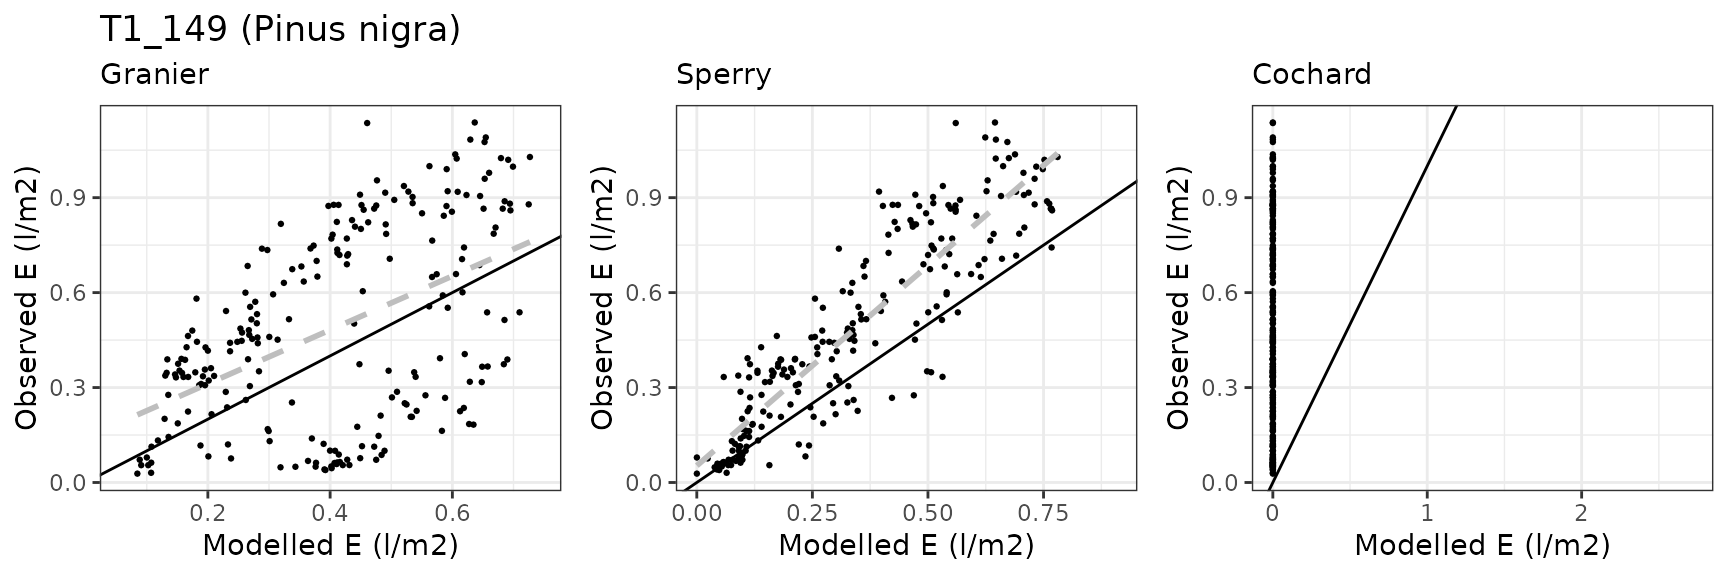 T1_149 (Pinus nigra)
Granier
Sperry
Cochard
Observed E (l/m2)
0.9
0.6
0.3
0.0
0.2
0.4
0.6
Modelled E (l/m2)
Observed E (l/m2)
0.9
0.6
0.3
0.0
0.00
0.25
0.50
0.75
Modelled E (l/m2)
Observed E (l/m2)
0.9
0.6
0.3
0.0
0
1
2
Modelled E (l/m2)